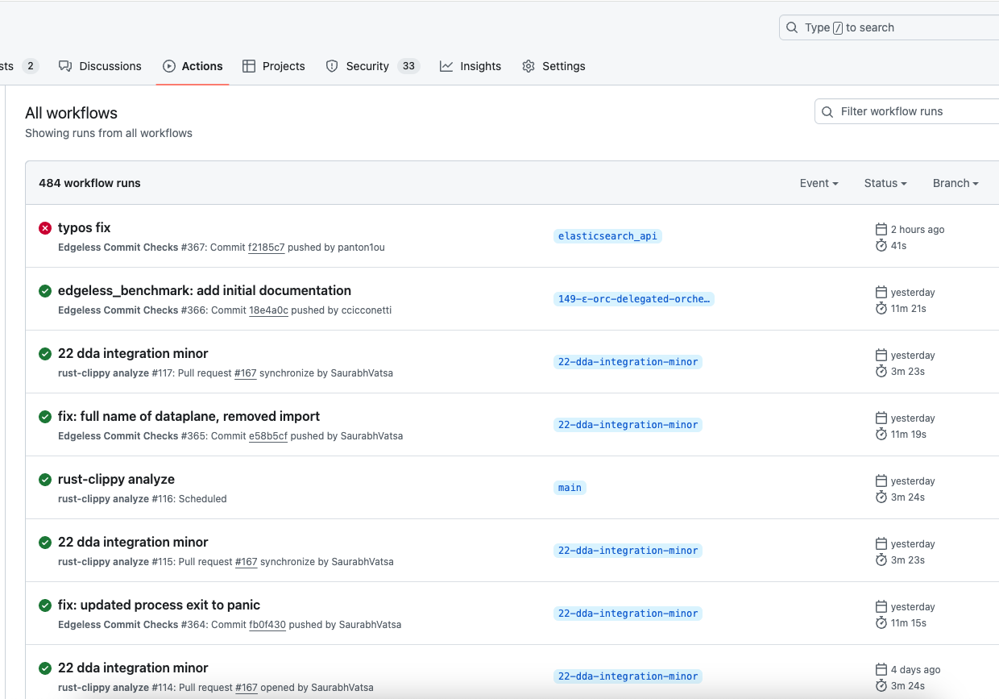 Type / to search
sts 2 Discussions Actions Projects Security 33 Insights Settings
All workflows
Filter workflow runs
Showing runs from all workflows
484 workflow runs Event Status Branch
typos fix
Edgeless Commit Checks #367: Commit f2185c7 pushed by panton1ou
elasticsearch_api
2 hours ago
41s
edgeless_benchmark: add initial documentation
Edgeless Commit Checks #366: Commit 18e4a0c pushed by ccicconetti
149-ε-orc-delegated-orche…
yesterday
11m 21s
22 dda integration minor
rust-clippy analyze #117: Pull request #167 synchronize by SaurabhVatsa
22-dda-integration-minor
yesterday
3m 23s
fix: full name of dataplane, removed import
Edgeless Commit Checks #365: Commit e58b5cf pushed by SaurabhVatsa
22-dda-integration-minor
yesterday
11m 19s
rust-clippy analyze
rust-clippy analyze #116: Scheduled
main
yesterday
3m 24s
22 dda integration minor
rust-clippy analyze #115: Pull request #167 synchronize by SaurabhVatsa
22-dda-integration-minor
yesterday
3m 23s
fix: updated process exit to panic
Edgeless Commit Checks #364: Commit fb0f430 pushed by SaurabhVatsa
22-dda-integration-minor
yesterday
11m 15s
22 dda integration minor
rust-clippy analyze #114: Pull request #167 opened by SaurabhVatsa
22-dda-integration-minor
4 days ago
3m 24s